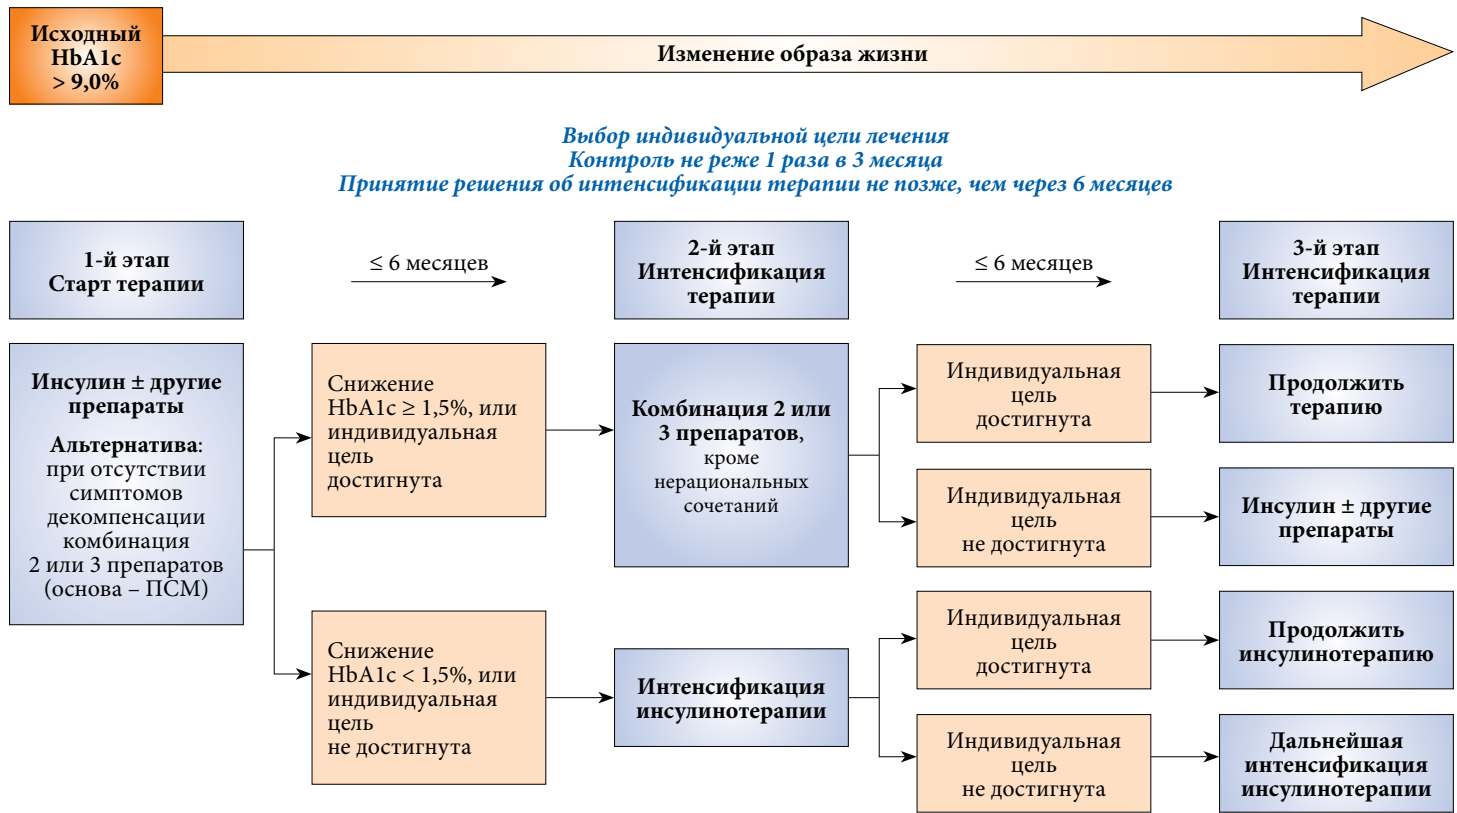 Исходный
HbA1c
> 9,0%
Изменение образа жизни
Выбор индивидуальной цели лечения
Контроль не реже 1 раза в 3 месяца
Принятие решения об интенсификации терапии не позже, чем через 6 месяцев
1-й этап
Старт терапии
≤ 6 месяцев
2-й этап
Интенсификация
терапии
≤ 6 месяцев
3-й этап
Интенсификация
терапии
Инсулин ± другие
препараты
Альтернатива:
при отсутствии
симптомов
декомпенсации
комбинация
2 или 3 препаратов
(основа – ПСМ)
Снижение
HbA1c ≥ 1,5%, или
индивидуальная
цель
достигнута
Комбинация 2 или
3 препаратов,
кроме
нерациональных
сочетаний
Индивидуальная
цель
достигнута
Продолжить
терапию
Индивидуальная
цель
не достигнута
Инсулин ± другие
препараты
Снижение
HbA1c < 1,5%, или
индивидуальная
цель
не достигнута
Интенсификация
инсулинотерапии
Индивидуальная
цель
достигнута
Продолжить
инсулинотерапию
Индивидуальная
цель
не достигнута
Дальнейшая
интенсификация
инсулинотерапии